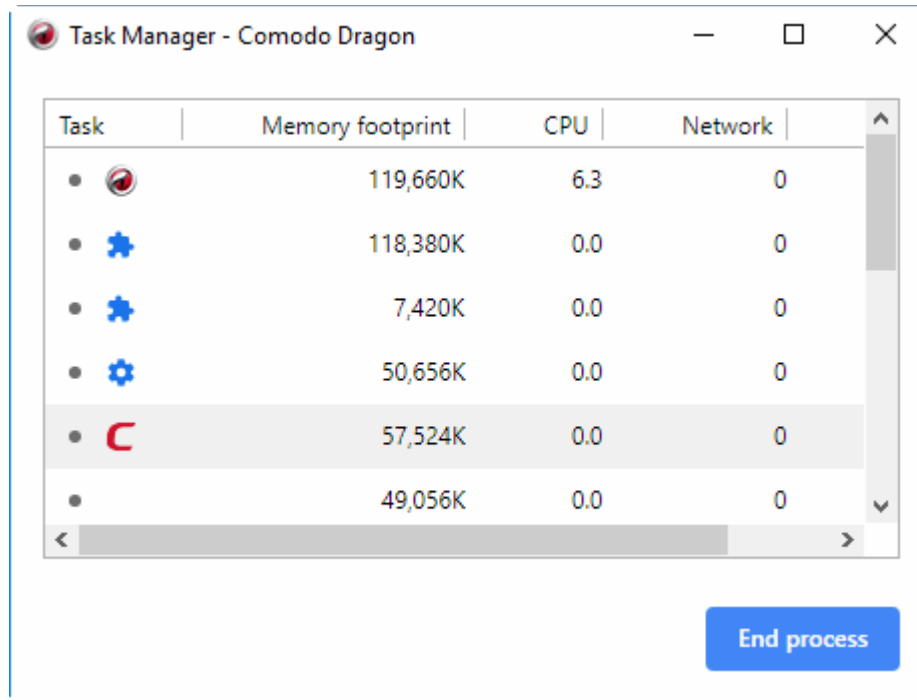 Task Manager - Comodo Dragon
Task Memory footprint CPU Network
119,660K 6.3 0
118,380K 0.0 0
7,420K 0.0 0
50,656K 0.0 0
C 57,524K 0.0 0
49,056K 0.0 0
End process